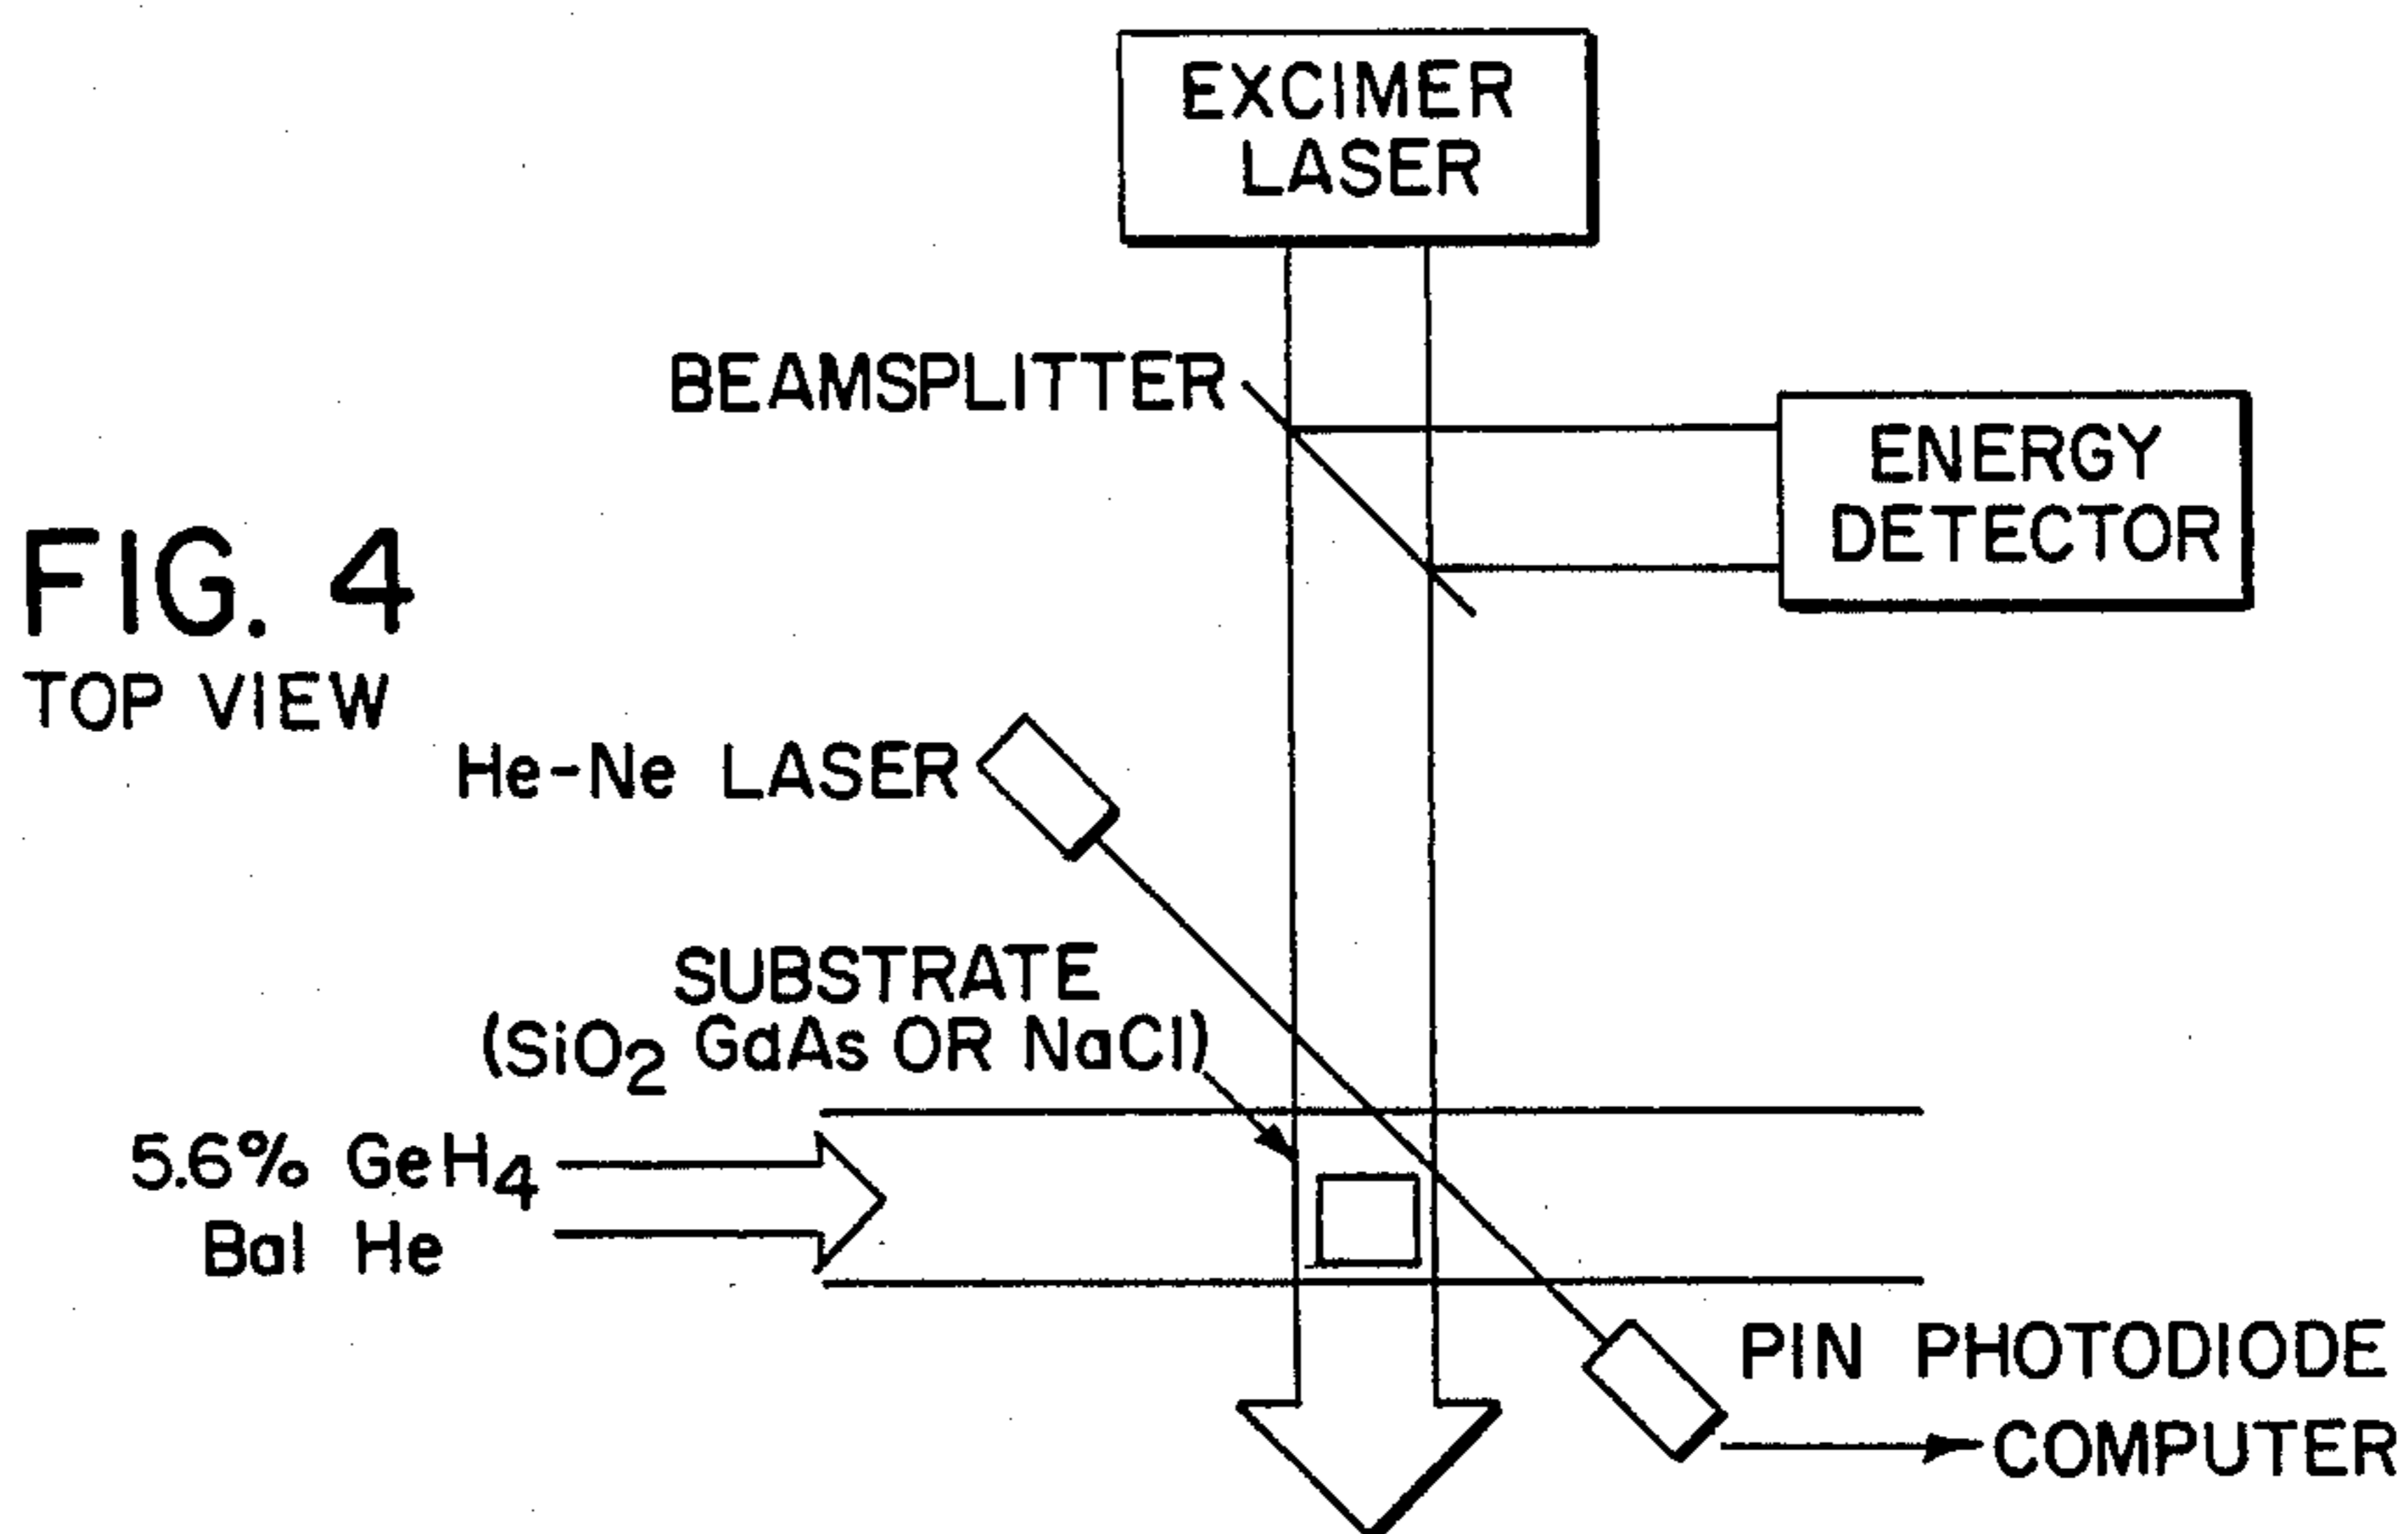 EXCIMER
LASER
BEAMSPLITTER
ENERGY
DETECTOR
FIG. 4
TOP VIEW
He-Ne LASER
SUBSTRATE
(SiO2 GaAs OR NaCl)
5.6% GeH4
Bal He
PIN PHOTODIODE
COMPUTER